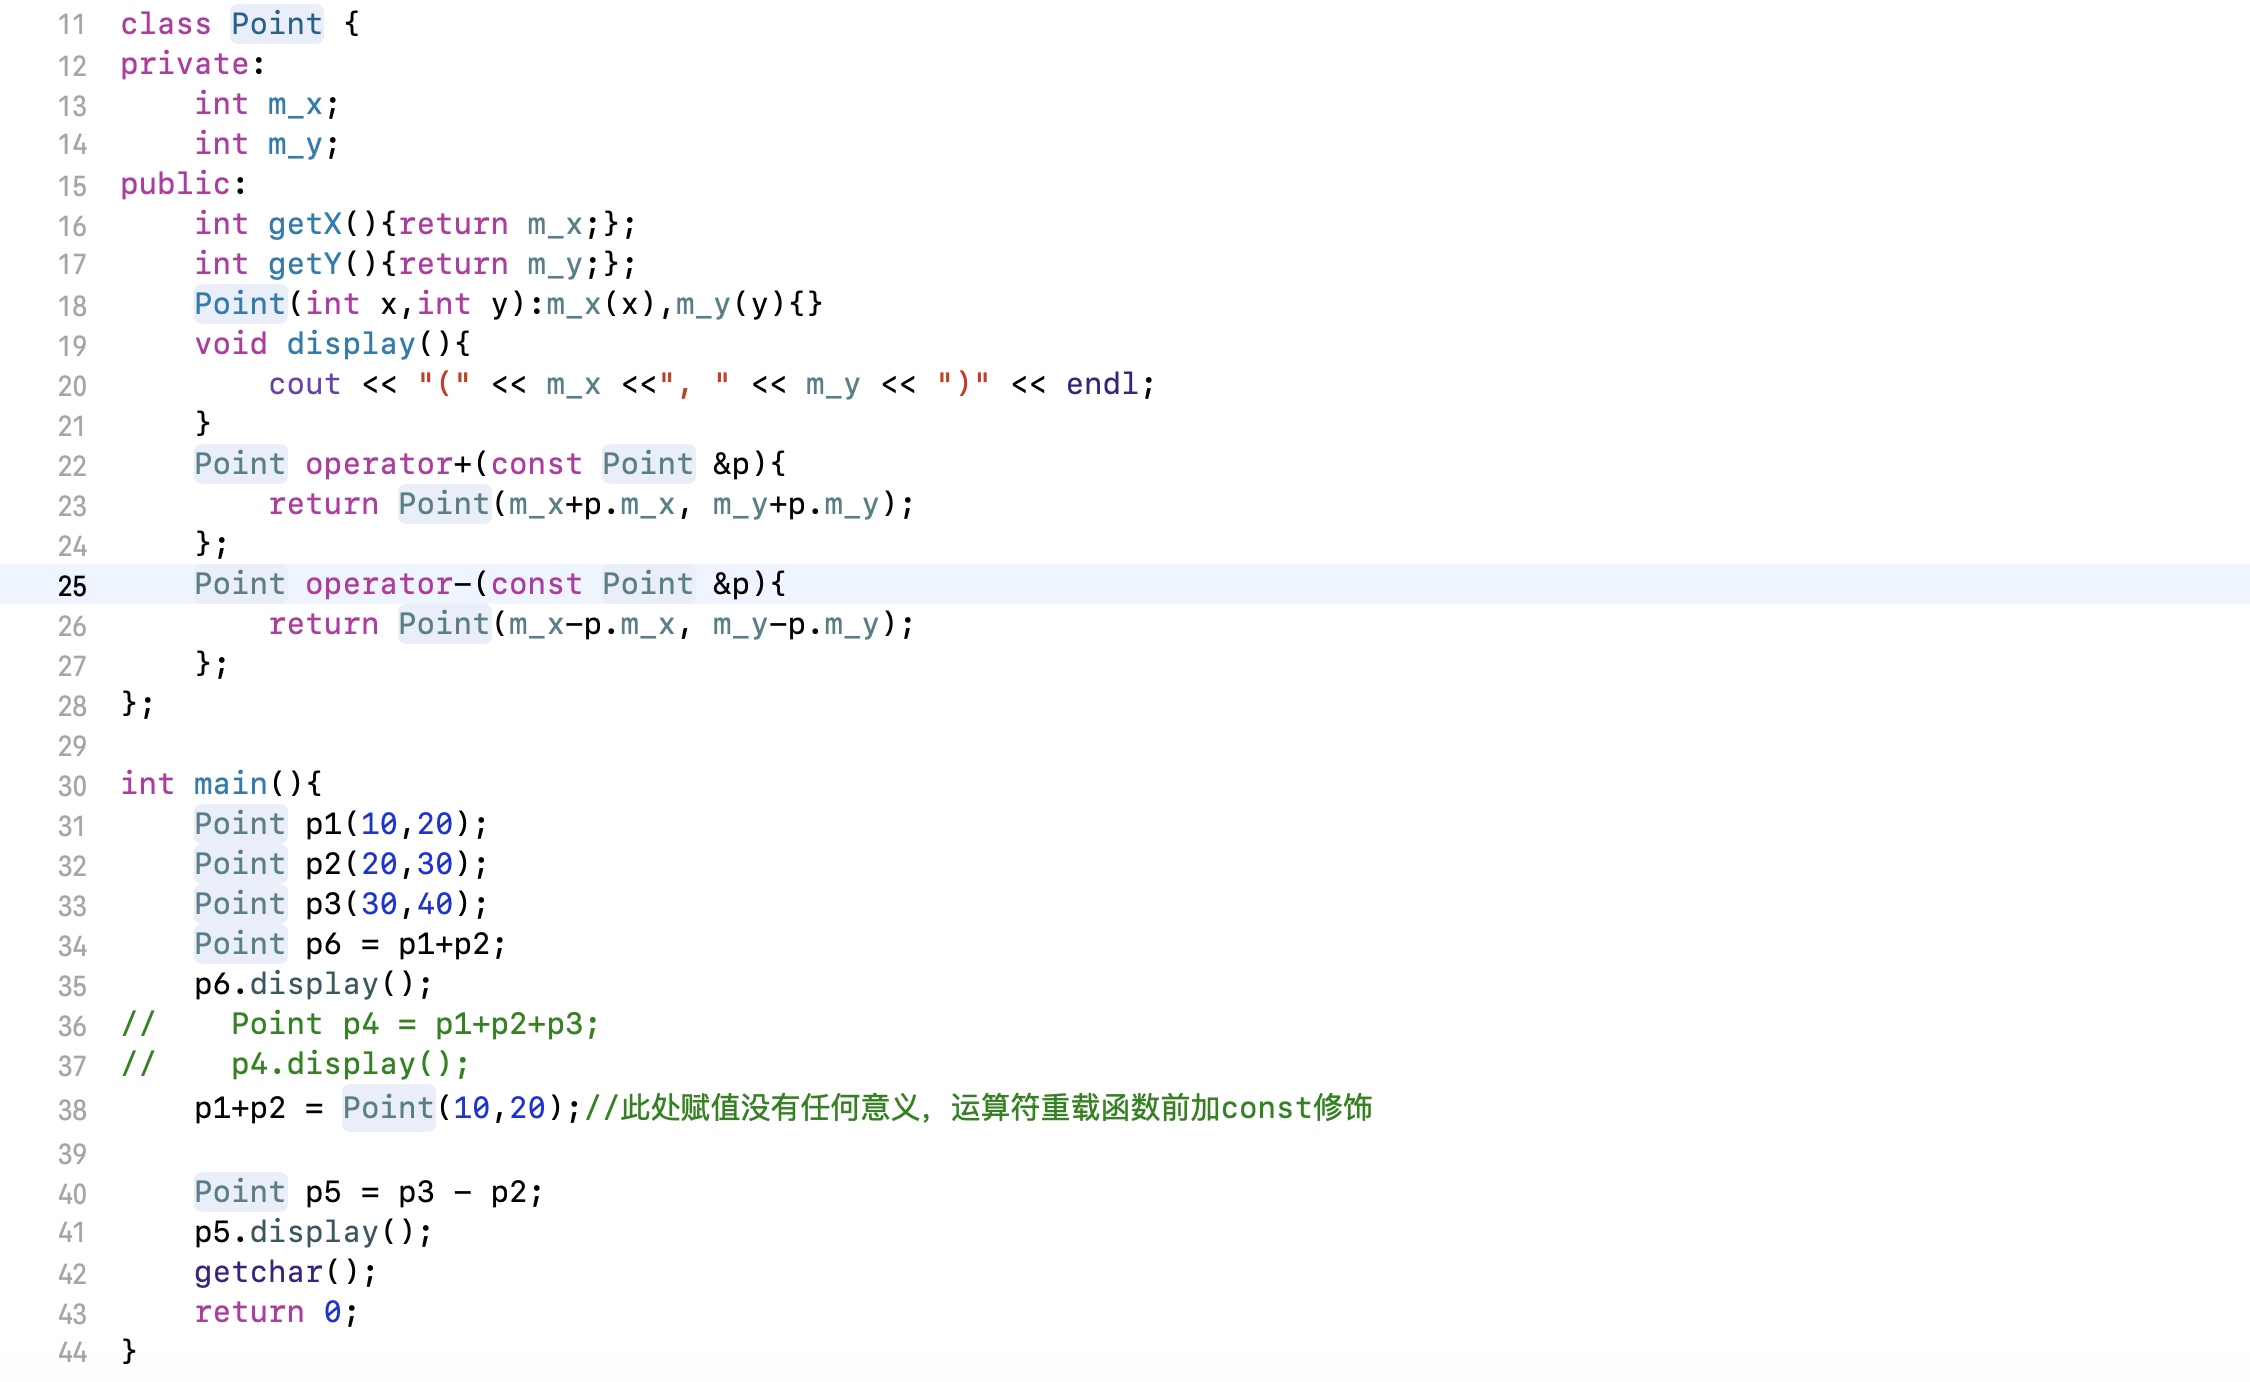 11 class Point {
12 private:
13     int m_x;
14     int m_y;
15 public:
16     int getX(){return m_x;};
17     int getY(){return m_y;};
18     Point(int x,int y):m_x(x),m_y(y){}
19     void display(){
20         cout << "(" << m_x <<", " << m_y << ")" << endl;
21     }
22     Point operator+(const Point &p){
23         return Point(m_x+p.m_x, m_y+p.m_y);
24     };
25     Point operator-(const Point &p){
26         return Point(m_x-p.m_x, m_y-p.m_y);
27     };
28 };
29
30 int main(){
31     Point p1(10,20);
32     Point p2(20,30);
33     Point p3(30,40);
34     Point p6 = p1+p2;
35     p6.display();
36 //    Point p4 = p1+p2+p3;
37 //    p4.display();
38     p1+p2 = Point(10,20);//此处赋值没有任何意义，运算符重载函数前加const修饰
39
40     Point p5 = p3 - p2;
41     p5.display();
42     getchar();
43     return 0;
44 }